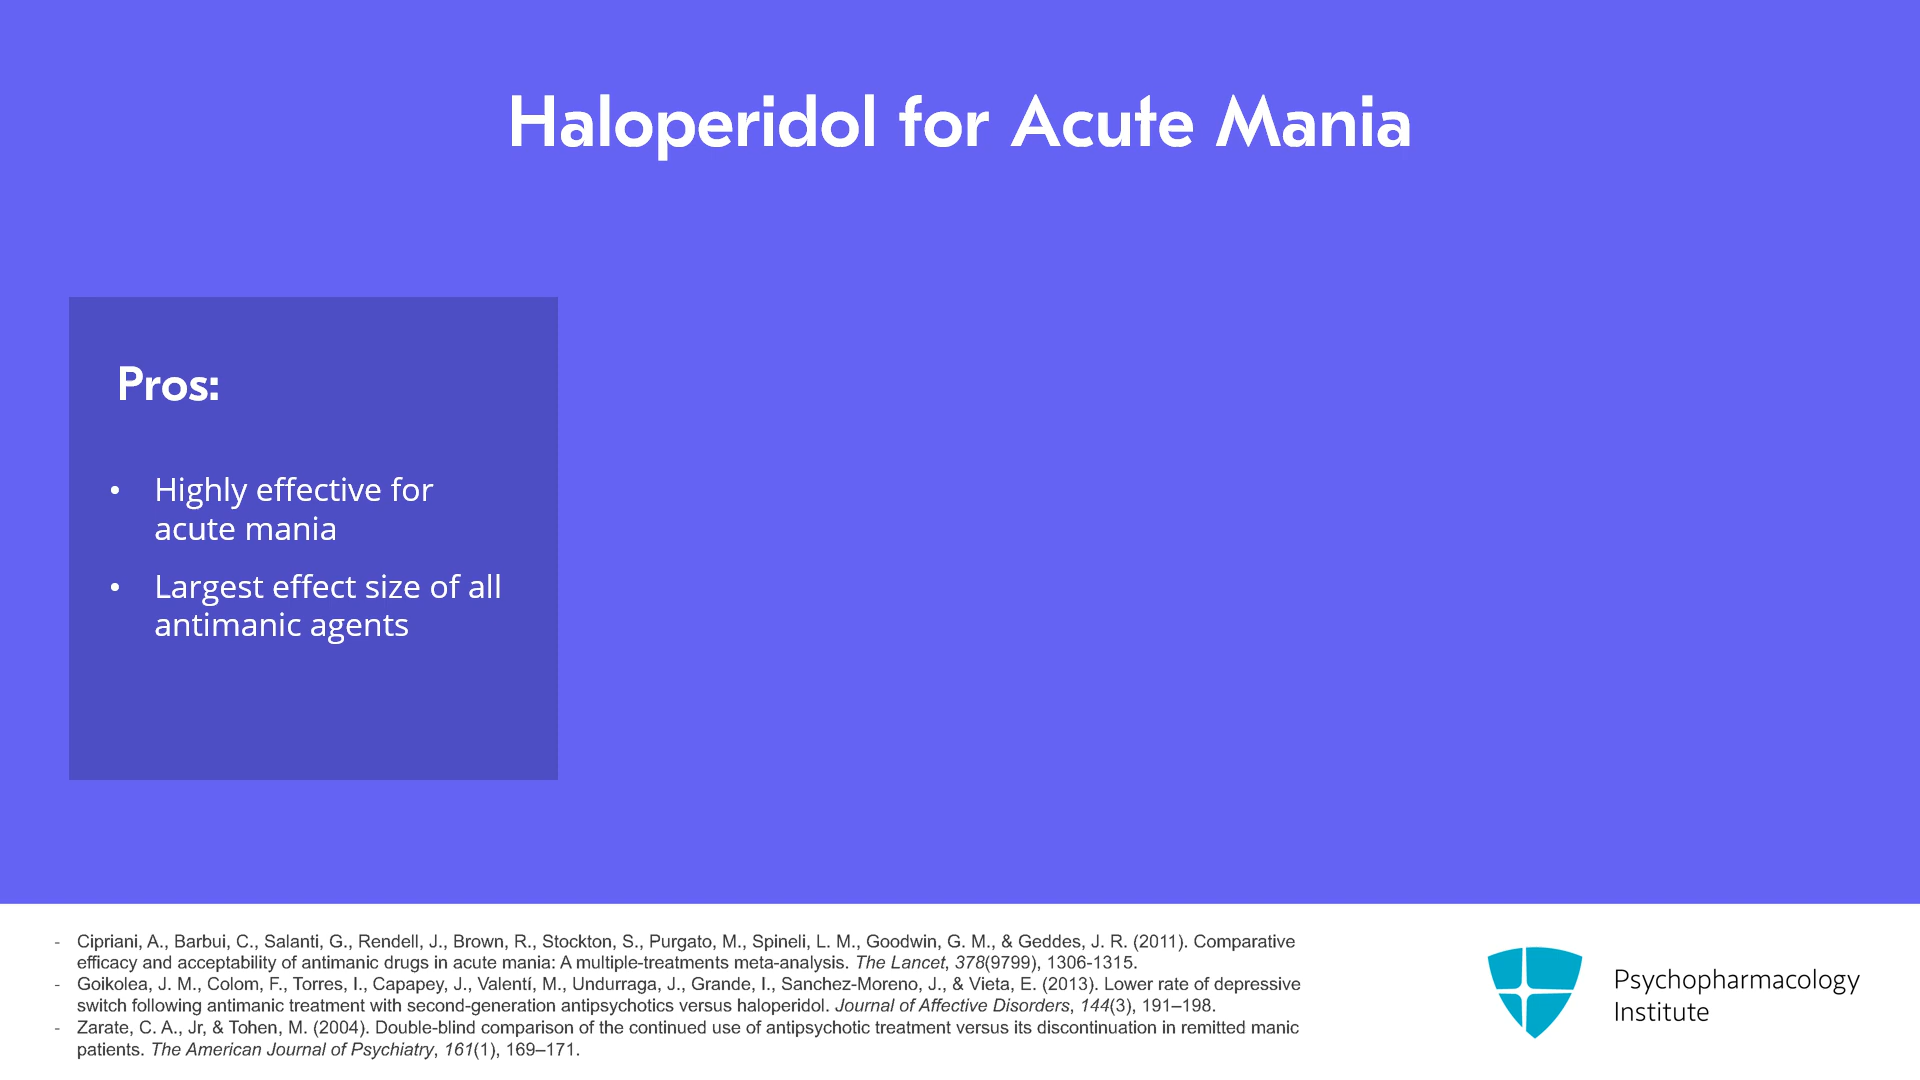 Haloperidol for Acute Mania
Pros:
• Highly effective for
acute mania
• Largest effect size of all
antimanic agents
- Cipriani, A., Barbui, C., Salanti, G., Rendell, J., Brown, R., Stockton, S., Purgato, M., Spineli, L. M., Goodwin, G. M., & Geddes, J. R. (2011). Comparative
efficacy and acceptability of antimanic drugs in acute mania: A multiple-treatments meta-analysis. The Lancet, 378(9799), 1306-1315.
- Goikolea, J. M., Colom, F., Torres, I., Capapey, J., Valentí, M., Undurraga, J., Grande, I., Sanchez-Moreno, J., & Vieta, E. (2013). Lower rate of depressive
switch following antimanic treatment with second-generation antipsychotics versus haloperidol. Journal of Affective Disorders, 144(3), 191–198.
- Zarate, C. A., Jr, & Tohen, M. (2004). Double-blind comparison of the continued use of antipsychotic treatment versus its discontinuation in remitted manic
patients. The American Journal of Psychiatry, 161(1), 169–171.
Psychopharmacology
Institute